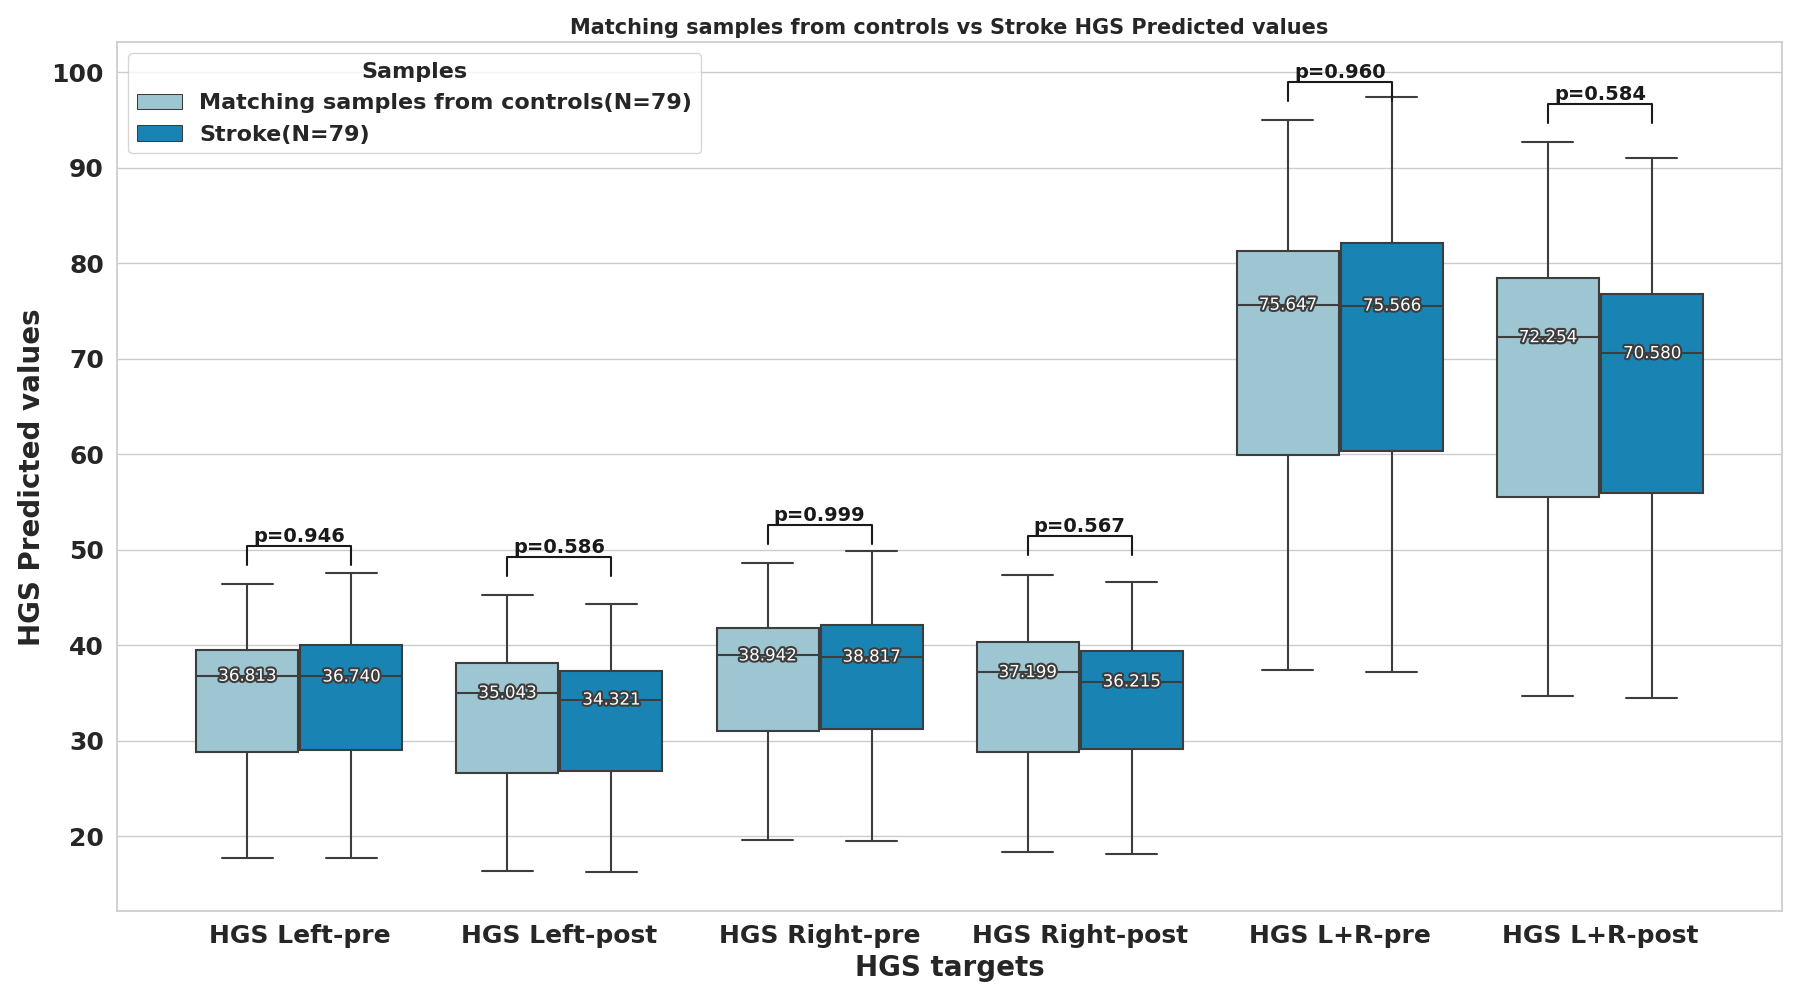 Matching samples from controls vs Stroke HGS Predicted values
Samples
Matching samples from controls(N=79)
Stroke(N=79)
HGS Predicted values
100
90
80
70
60
50
40
30
20
p=0.946
p=0.586
p=0.999
p=0.567
p=0.960
p=0.584
36.813
36.740
35.043
34.321
38.942
38.817
37.199
36.215
75.647
75.566
72.254
70.580
HGS Left-pre
HGS Left-post
HGS Right-pre
HGS Right-post
HGS L+R-pre
HGS L+R-post
HGS targets